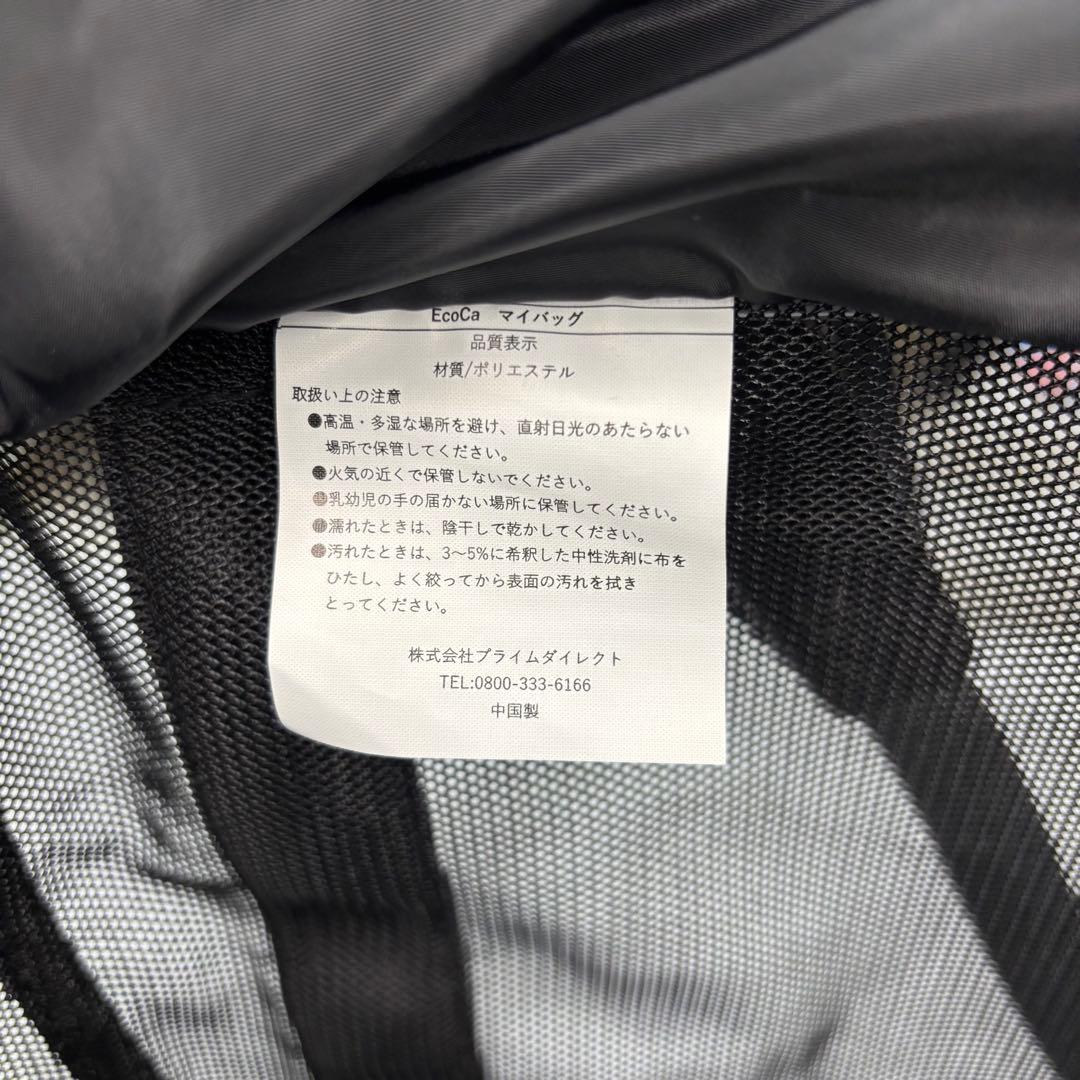 EcoCa マイバッグ
品質表示
材質/ポリエステル
取扱い上の注意
●高温・多湿な場所を避け、直射日光のあたらない
場所で保管してください。
●火気の近くで保管しないでください。
●乳幼児の手の届かない場所に保管してください。
●濡れたときは、陰干しで乾かしてください。
●汚れたときは、3〜5%に希釈した中性洗剤に布を
ひたし、よく絞ってから表面の汚れを拭き
とってください。
株式会社プライムダイレクト
TEL:0800-333-6166
中国製